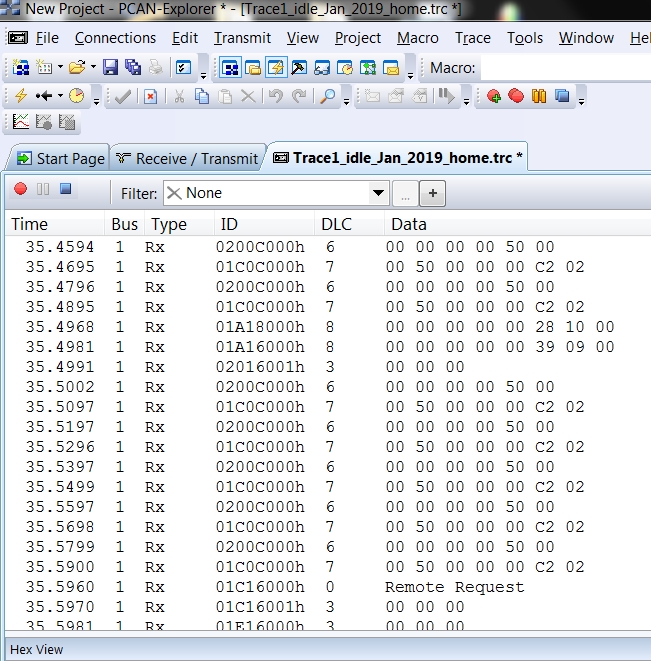 New Project - PCAN-Explorer * - [Trace1_idle_Jan_2019_home.trc *]
File Connections Edit Transmit View Project Macro Trace Tools Window Hel
Macro:
Start Page Receive / Transmit Trace1_idle_Jan_2019_home.trc *
Filter: None ... +
Time Bus Type ID DLC Data
35.4594 1 Rx 0200C000h 6 00 00 00 00 50 00
35.4695 1 Rx 01C0C000h 7 00 50 00 00 00 C2 02
35.4796 1 Rx 0200C000h 6 00 00 00 00 50 00
35.4895 1 Rx 01C0C000h 7 00 50 00 00 00 C2 02
35.4968 1 Rx 01A18000h 8 00 00 00 00 00 28 10 00
35.4981 1 Rx 01A16000h 8 00 00 00 00 00 39 09 00
35.4991 1 Rx 02016001h 3 00 00 00
35.5002 1 Rx 0200C000h 6 00 00 00 00 50 00
35.5097 1 Rx 01C0C000h 7 00 50 00 00 00 C2 02
35.5197 1 Rx 0200C000h 6 00 00 00 00 50 00
35.5296 1 Rx 01C0C000h 7 00 50 00 00 00 C2 02
35.5397 1 Rx 0200C000h 6 00 00 00 00 50 00
35.5499 1 Rx 01C0C000h 7 00 50 00 00 00 C2 02
35.5597 1 Rx 0200C000h 6 00 00 00 00 50 00
35.5698 1 Rx 01C0C000h 7 00 50 00 00 00 C2 02
35.5799 1 Rx 0200C000h 6 00 00 00 00 50 00
35.5900 1 Rx 01C0C000h 7 00 50 00 00 00 C2 02
35.5960 1 Rx 01C16000h 0 Remote Request
35.5970 1 Rx 01C16001h 3 00 00 00
35.5981 1 Rx 01E16000h 3 00 00 00
Hex View